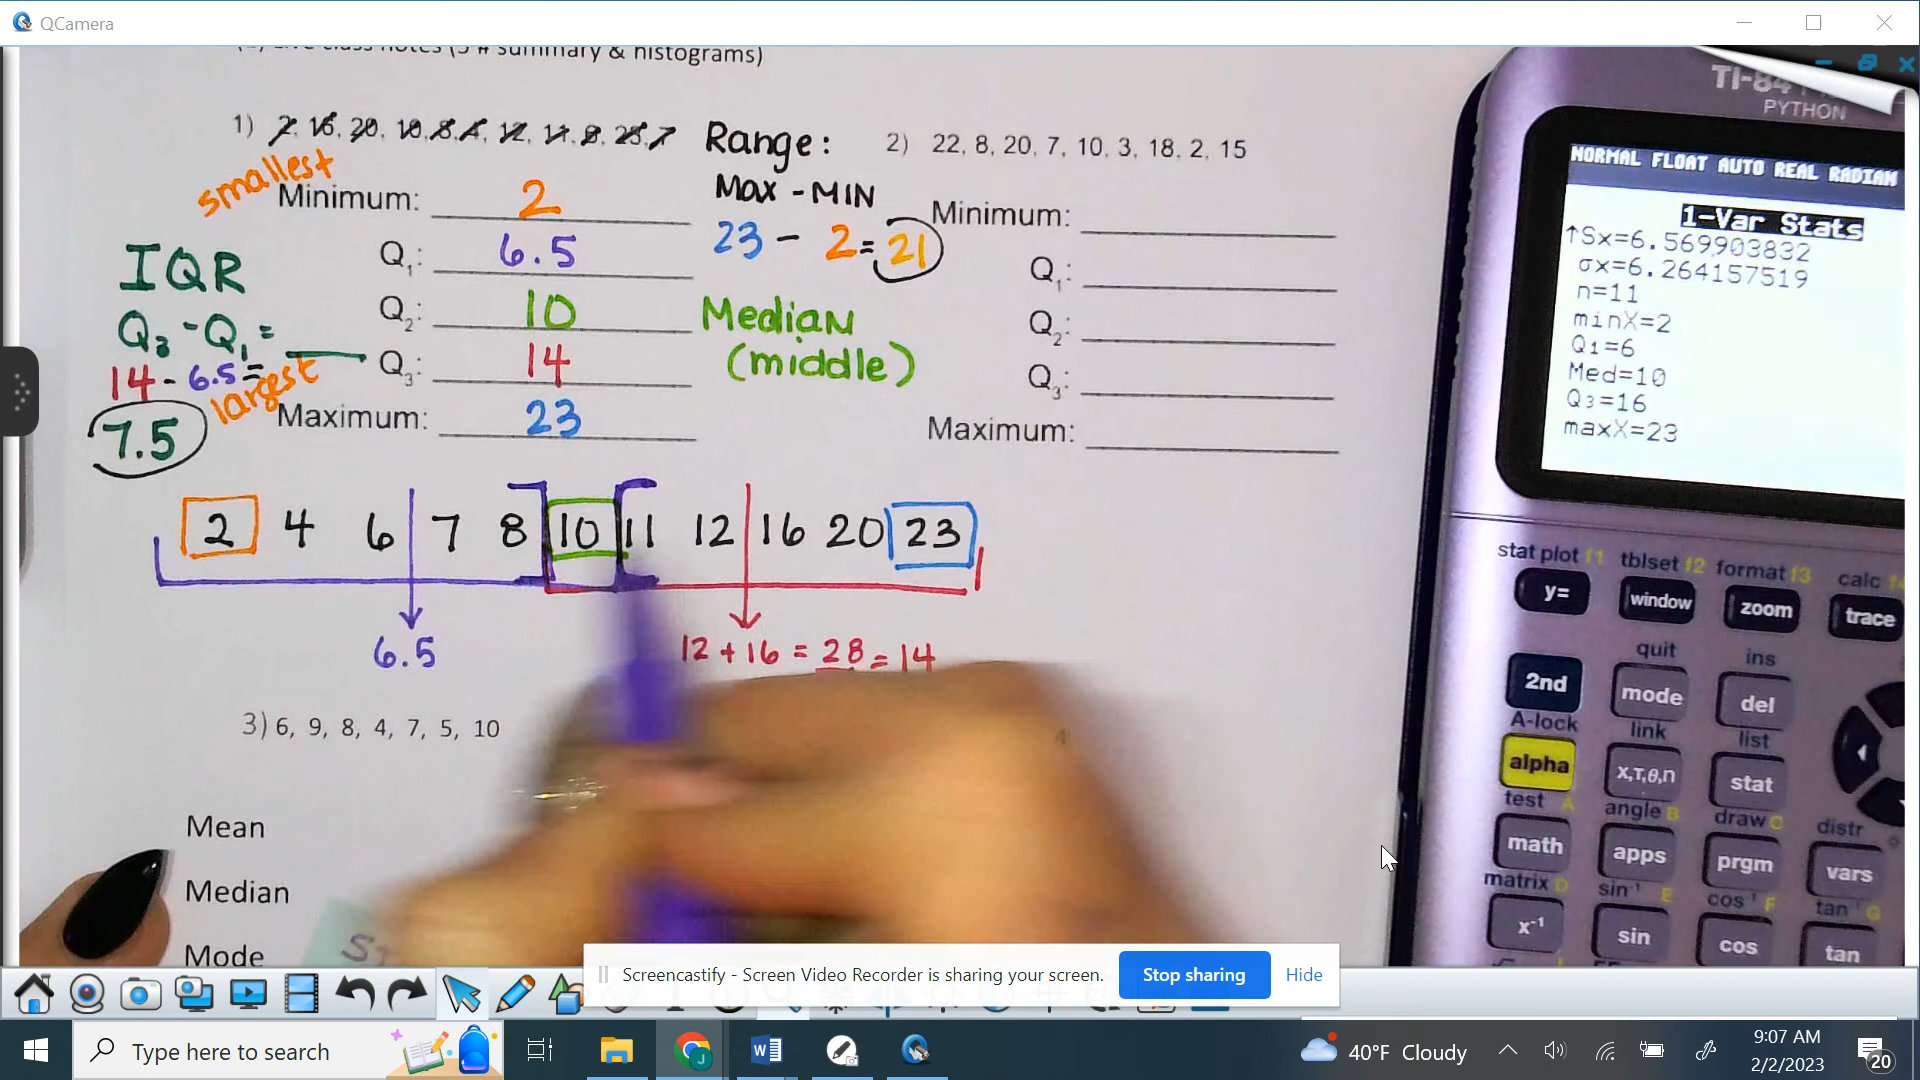 QCamera
summary & histograms)
1) 2, 16, 20, 10, 8, 4, 12, 11, 8, 23, 7
Range:
2) 22, 8, 20, 7, 10, 3, 18, 2, 15
smallest
Minimum: 2
Max - MIN
Minimum:
IQR
Q1: 6.5
23 - 2 = 21
Q1:
Q3 - Q1 =
Q2: 10
Median
(middle)
Q2:
14 - 6.5 =
Q3: 14
Q3:
7.5
largest
Maximum: 23
Maximum:
2 4 6 7 8 10 11 12 16 20 23
6.5
12 + 16 = 28 = 14
3) 6, 9, 8, 4, 7, 5, 10
Mean
Median
Mode
TI-84
PYTHON
NORMAL FLOAT AUTO REAL RADIAN
1-Var Stats
↑Sx=6.569903832
σx=6.264157519
n=11
minX=2
Q1=6
Med=10
Q3=16
maxX=23
stat plot f1 tblset f2 format f3 calc
y= window zoom trace
quit ins
2nd mode del
A-lock link list
alpha X,T,θ,n stat
test A angle B draw C distr
math apps prgm vars
matrix D sin⁻¹ E cos⁻¹ F tan⁻¹ G
x⁻¹ sin cos tan
Screencastify - Screen Video Recorder is sharing your screen.
Stop sharing
Hide
Type here to search
40°F Cloudy
9:07 AM
2/2/2023
20